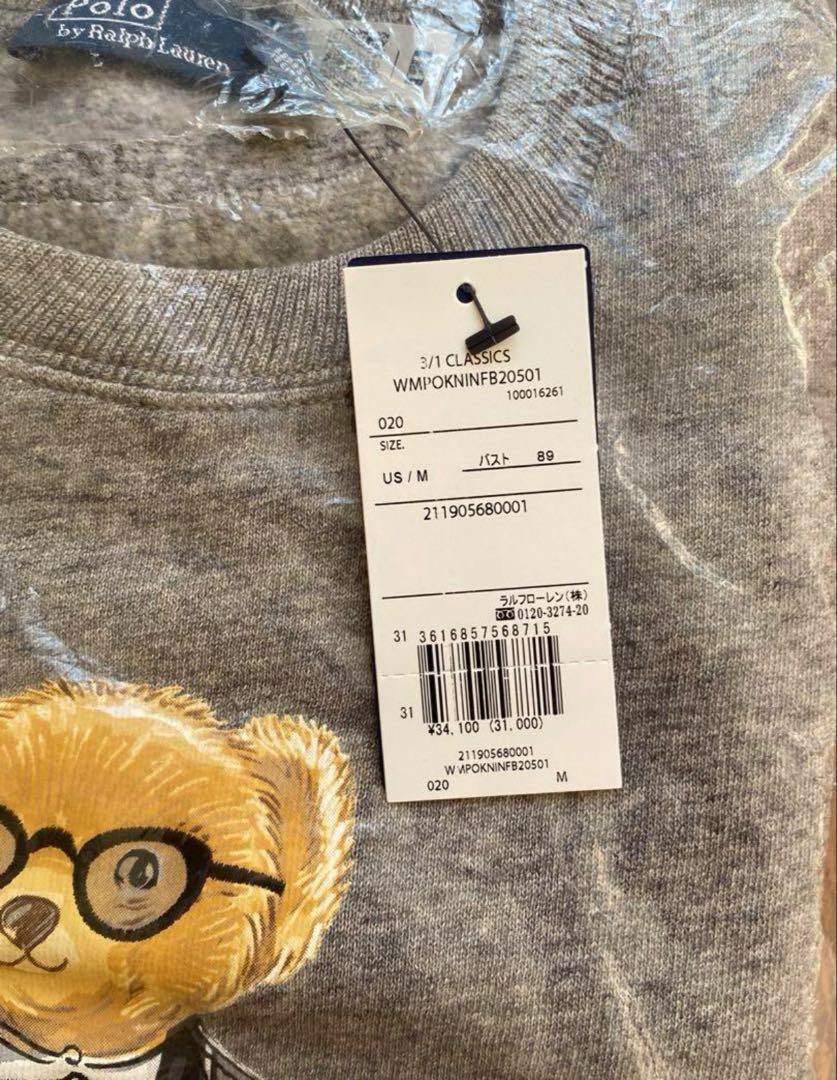 Polo
by Ralph Lauren
3/1 CLASSICS
WMPOKNINFB20501
100016261
020
SIZE.
US / M
バスト 89
211905680001
ラルフローレン(株)
0120-3274-20
31 3616857568715
31
¥34,100 (31,000)
211905680001
WMPOKNINFB20501
020 M